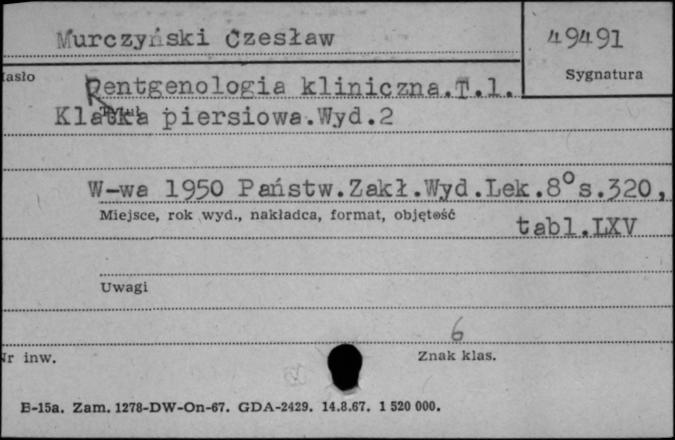 Murczyński Czesław
49491
Sygnatura
asło
Rentgenologia kliniczna.T.1.
Tytuł
Klatka piersiowa.Wyd.2
W-wa 1950 Państw.Zakł.Wyd.Lek.8° s.320,
Miejsce, rok wyd., nakładca, format, objętość
tabl.LXV
Uwagi
6
Nr inw.
Znak klas.
E-15a. Zam. 1278-DW-On-67. GDA-2429. 14.8.67. 1 520 000.